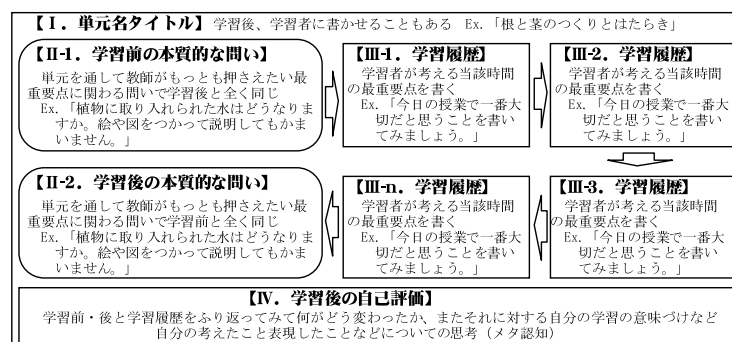 【Ⅰ．単元名タイトル】学習後、学習者に書かせることもある Ex.「根と茎のつくりとはたらき」
【Ⅱ-1．学習前の本質的な問い】
単元を通して教師がもっとも押さえたい最
重要点に関わる問いで学習後と全く同じ
Ex.「植物に取り入れられた水はどうなりま
すか。絵や図をつかって説明してもかま
いません。」
【Ⅲ-1．学習履歴】
学習者が考える当該時間
の最重要点を書く
Ex.「今日の授業で一番大
切だと思うことを書い
てみましょう。」
【Ⅲ-2．学習履歴】
学習者が考える当該時間
の最重要点を書く
Ex.「今日の授業で一番大
切だと思うことを書い
てみましょう。」
【Ⅲ-3．学習履歴】
学習者が考える当該時間
の最重要点を書く
Ex.「今日の授業で一番大
切だと思うことを書い
てみましょう。」
【Ⅲ-n．学習履歴】
学習者が考える当該時間
の最重要点を書く
Ex.「今日の授業で一番大
切だと思うことを書い
てみましょう。」
【Ⅱ-2．学習後の本質的な問い】
単元を通して教師がもっとも押さえたい最
重要点に関わる問いで学習前と全く同じ
Ex.「植物に取り入れられた水はどうなりま
すか。絵や図をつかって説明してもかま
いません。」
【Ⅳ．学習後の自己評価】
学習前・後と学習履歴をふり返ってみて何がどう変わったか、またそれに対する自分の学習の意味づけなど
自分の考えたこと表現したことなどについての思考（メタ認知）